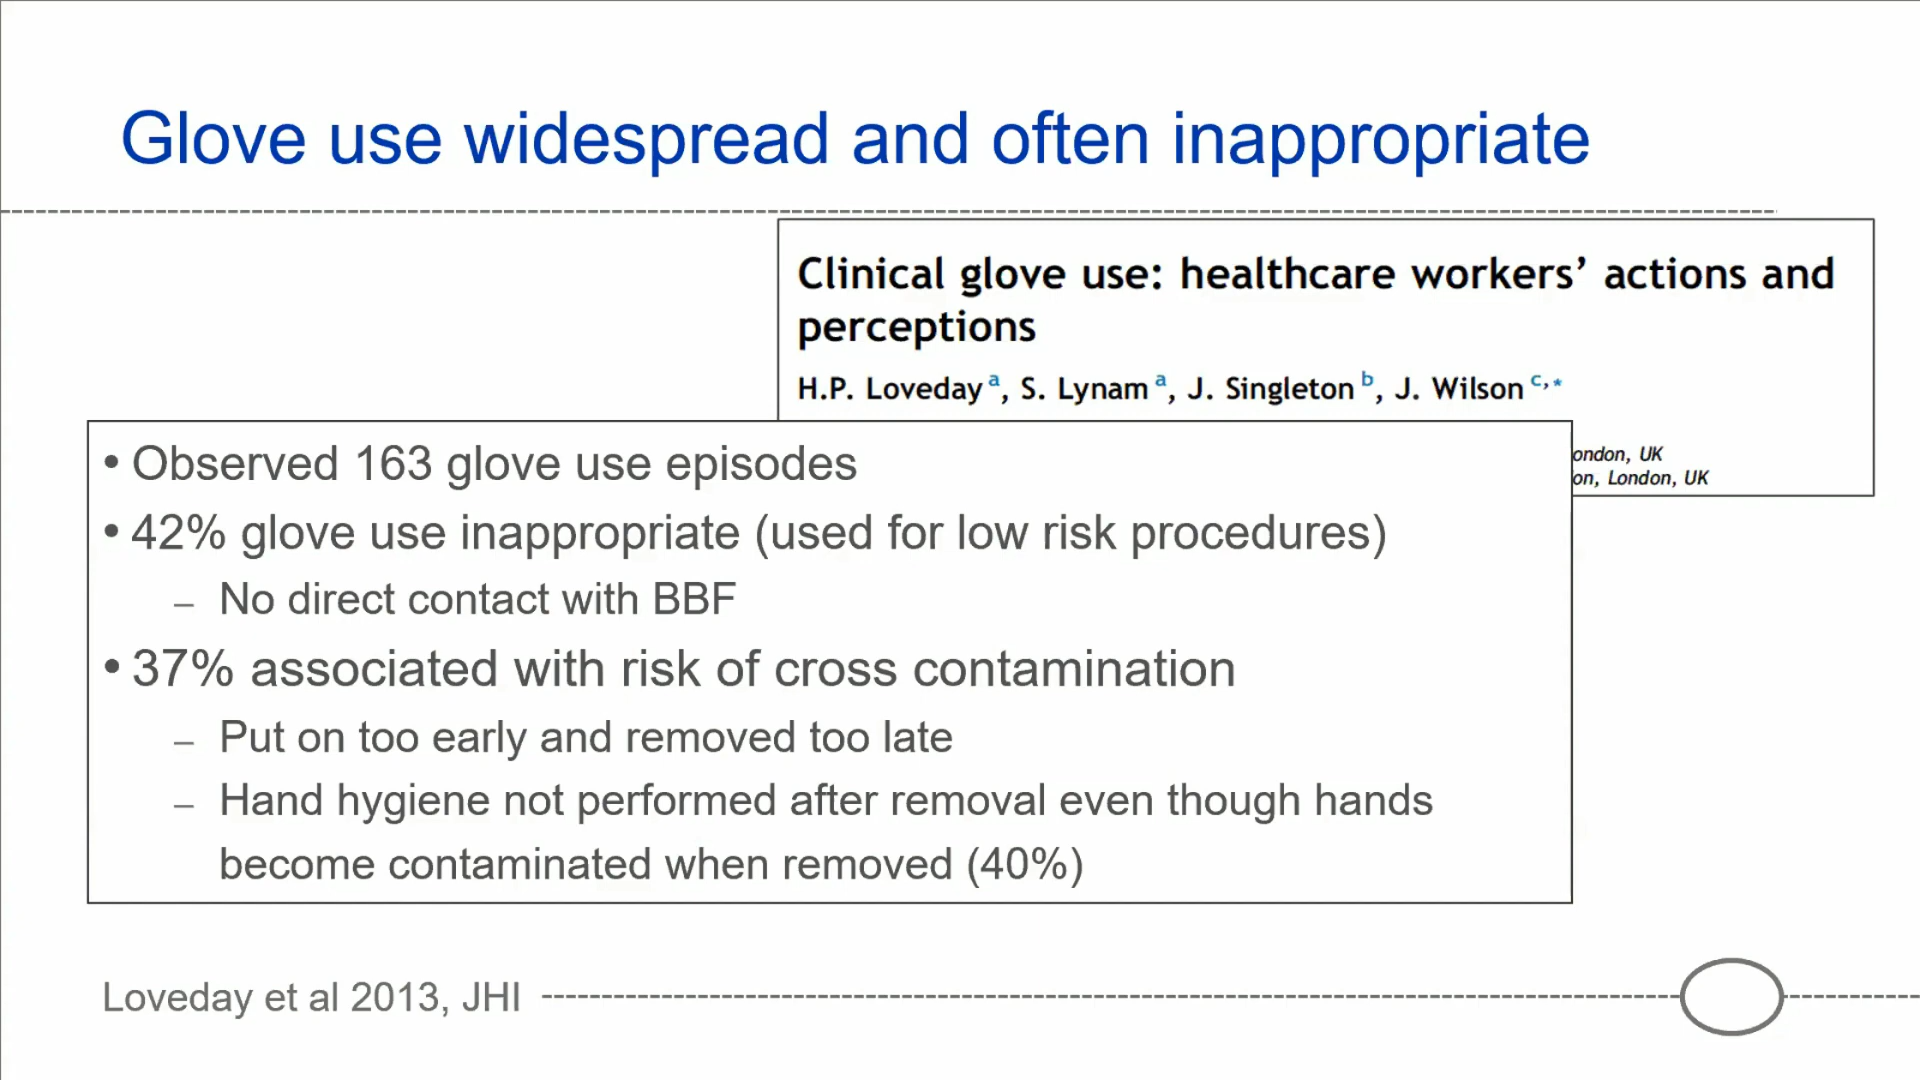 Glove use widespread and often inappropriate
Clinical glove use: healthcare workers’ actions and
perceptions
H.P. Loveday a, S. Lynam a, J. Singleton b, J. Wilson c,*
ondon, UK
on, London, UK
• Observed 163 glove use episodes
• 42% glove use inappropriate (used for low risk procedures)
– No direct contact with BBF
• 37% associated with risk of cross contamination
– Put on too early and removed too late
– Hand hygiene not performed after removal even though hands
become contaminated when removed (40%)
Loveday et al 2013, JHI